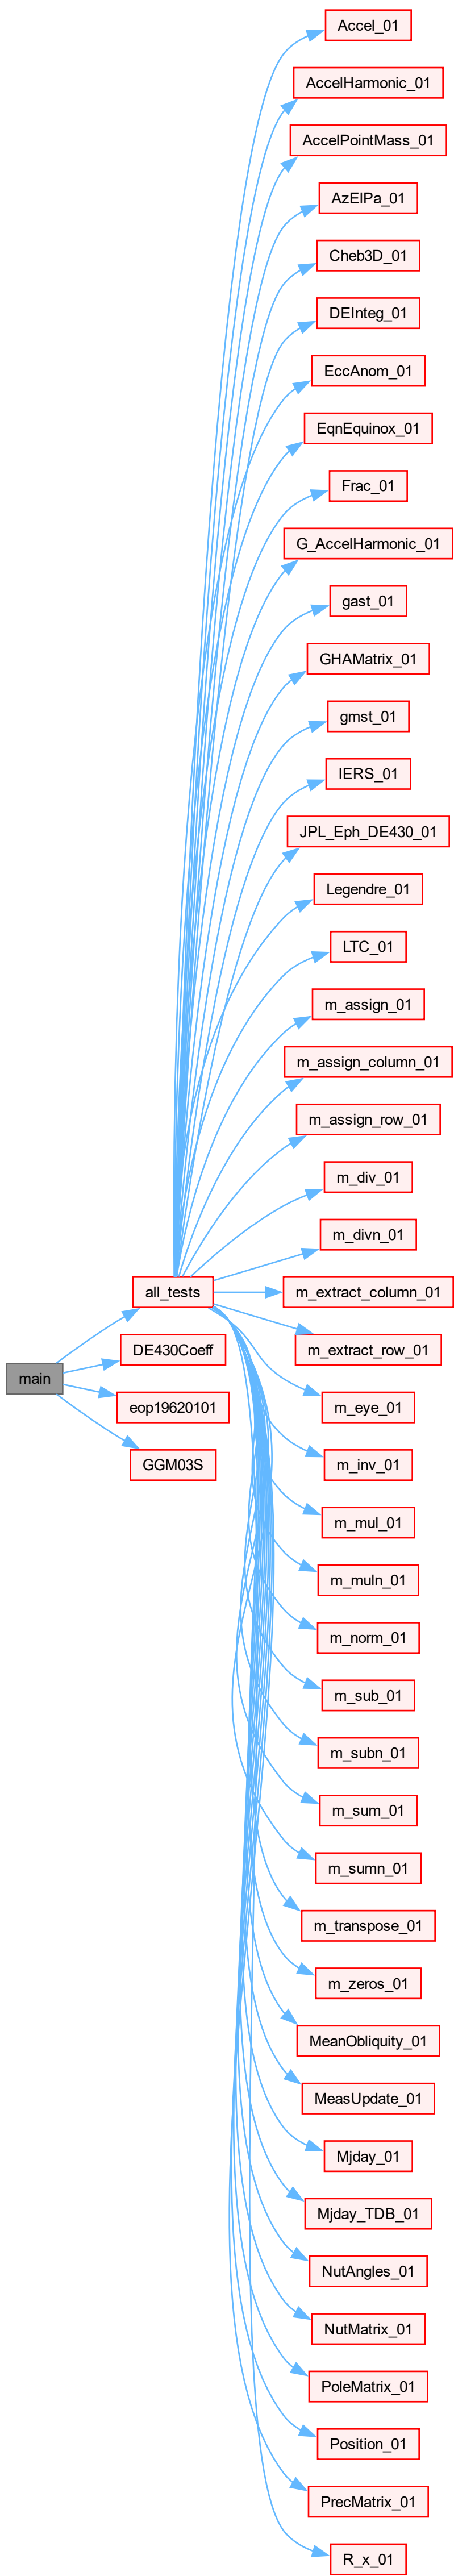 Accel_01
AccelHarmonic_01
AccelPointMass_01
AzElPa_01
Cheb3D_01
DEInteg_01
EccAnom_01
EqnEquinox_01
Frac_01
G_AccelHarmonic_01
gast_01
GHAMatrix_01
gmst_01
IERS_01
JPL_Eph_DE430_01
Legendre_01
LTC_01
m_assign_01
m_assign_column_01
m_assign_row_01
m_div_01
m_divn_01
all_tests
m_extract_column_01
DE430Coeff
m_extract_row_01
main
eop19620101
m_eye_01
GGM03S
m_inv_01
m_mul_01
m_muln_01
m_norm_01
m_sub_01
m_subn_01
m_sum_01
m_sumn_01
m_transpose_01
m_zeros_01
MeanObliquity_01
MeasUpdate_01
Mjday_01
Mjday_TDB_01
NutAngles_01
NutMatrix_01
PoleMatrix_01
Position_01
PrecMatrix_01
R_x_01